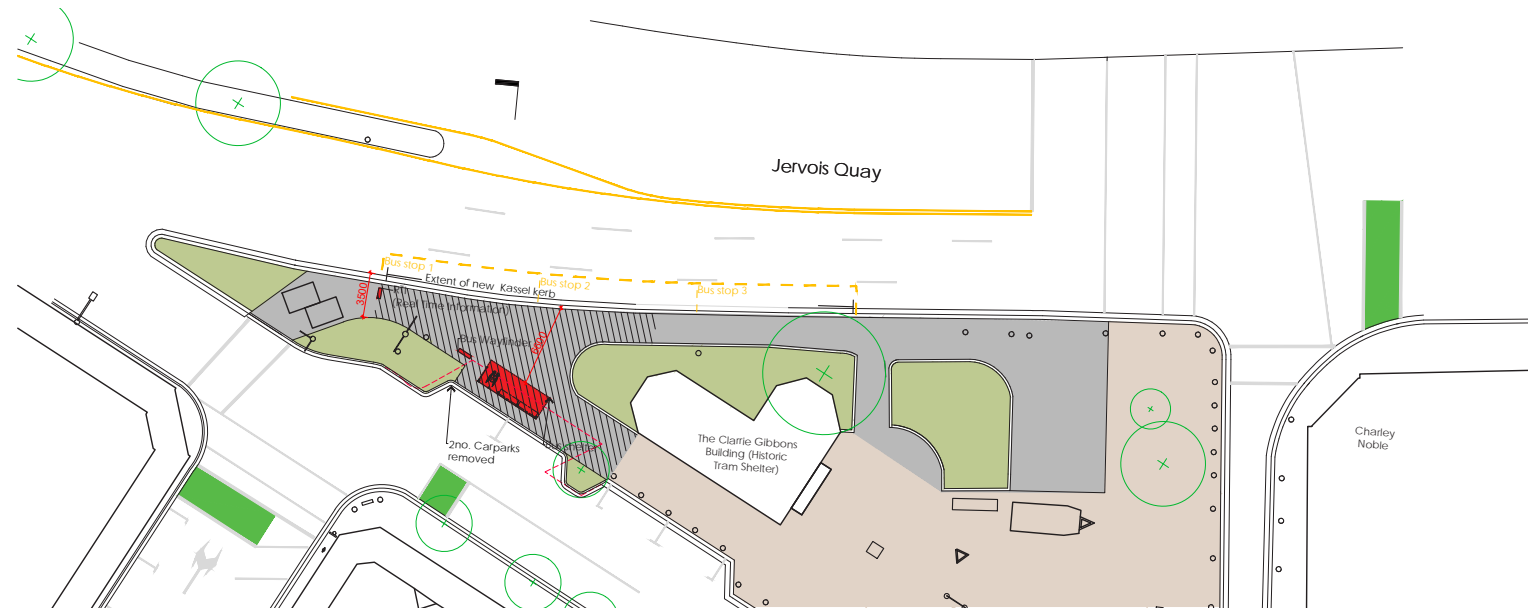 Jervois Quay
Bus stop 1
Extent of new Kassel kerb
Bus stop 2
Bus stop 3
3500
(Real Time Information)
Bus Wayfinder
The Clarrie Gibbons
Building (Historic
Tram Shelter)
Charley
Noble
2no. Carparks
removed